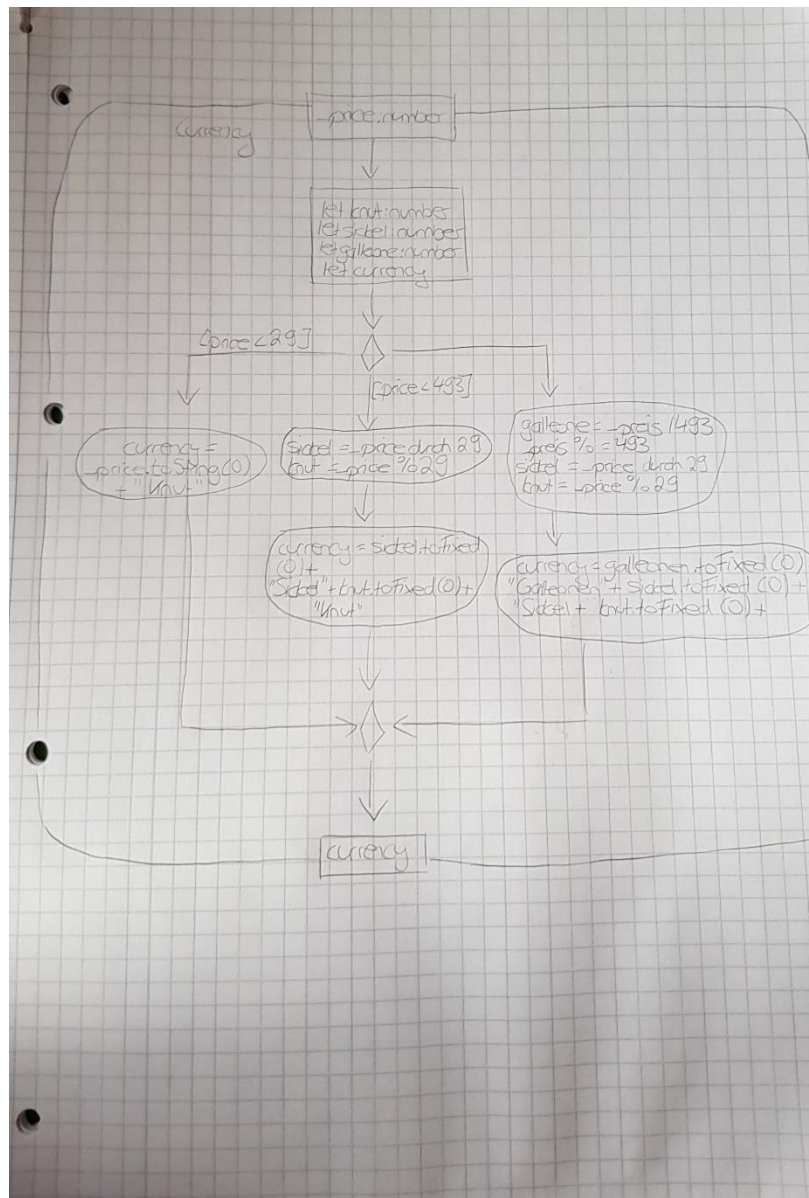 currency
_price:number
let knut:number
let sickel:number
let galleone:number
let currency
[price<29]
[price<493]
currency =
_price.toString(0)
+ "Knut"
sickel = _price durch 29
knut = _price % 29
galleone = _preis / 493
_preis % = 493
sickel = _price durch 29
knut = _price % 29
currency = sickel.toFixed
(0) +
"Sickel" + knut.toFixed(0) +
"Knut"
currency = galleonen.toFixed(0)
"Galleonen" + Sickel.toFixed(0) +
"Sickel + knut.toFixed (0) +
currency